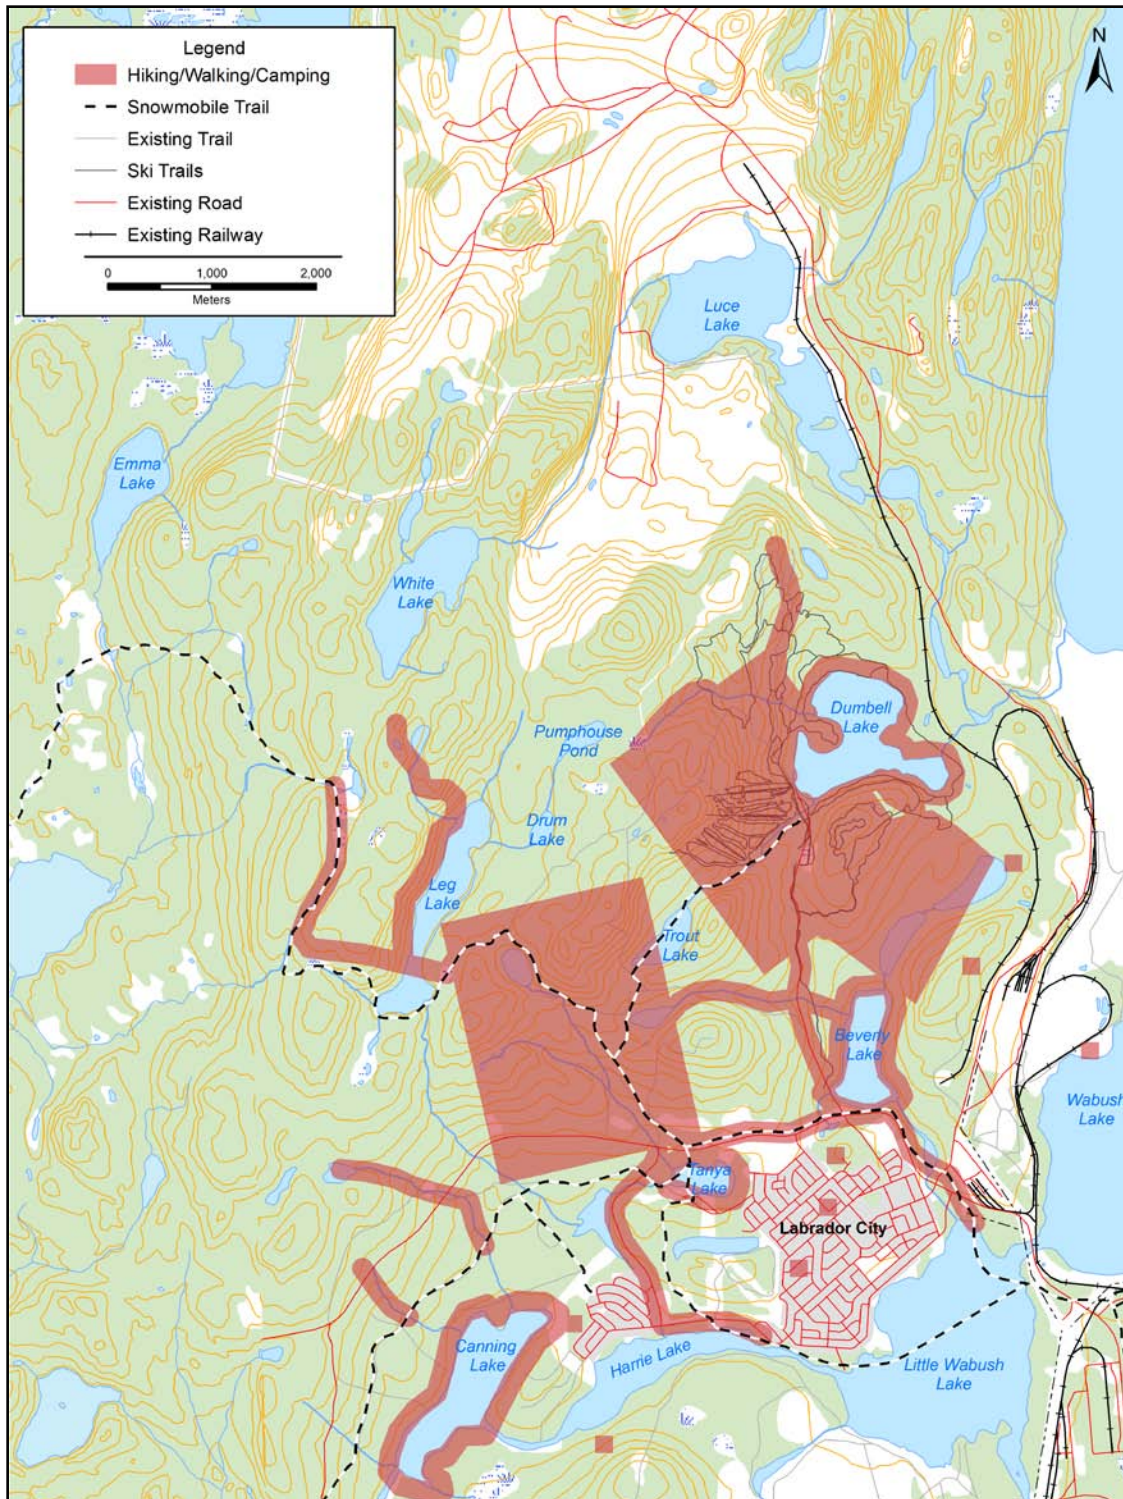 Legend
Hiking/Walking/Camping
Snowmobile Trail
Existing Trail
Ski Trails
Existing Road
Existing Railway
0 1,000 2,000
Meters
N
Luce
Lake
Emma
Lake
White
Lake
Dumbell
Lake
Pumphouse
Pond
Drum
Lake
Leg
Lake
Trout
Lake
Beverly
Lake
Wabush
Lake
Tanya
Lake
Labrador City
Canning
Lake
Harrie Lake
Little Wabush
Lake